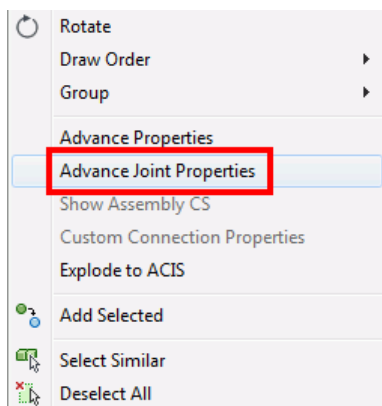 Rotate
Draw Order
Group
Advance Properties
Advance Joint Properties
Show Assembly CS
Custom Connection Properties
Explode to ACIS
Add Selected
Select Similar
Deselect All